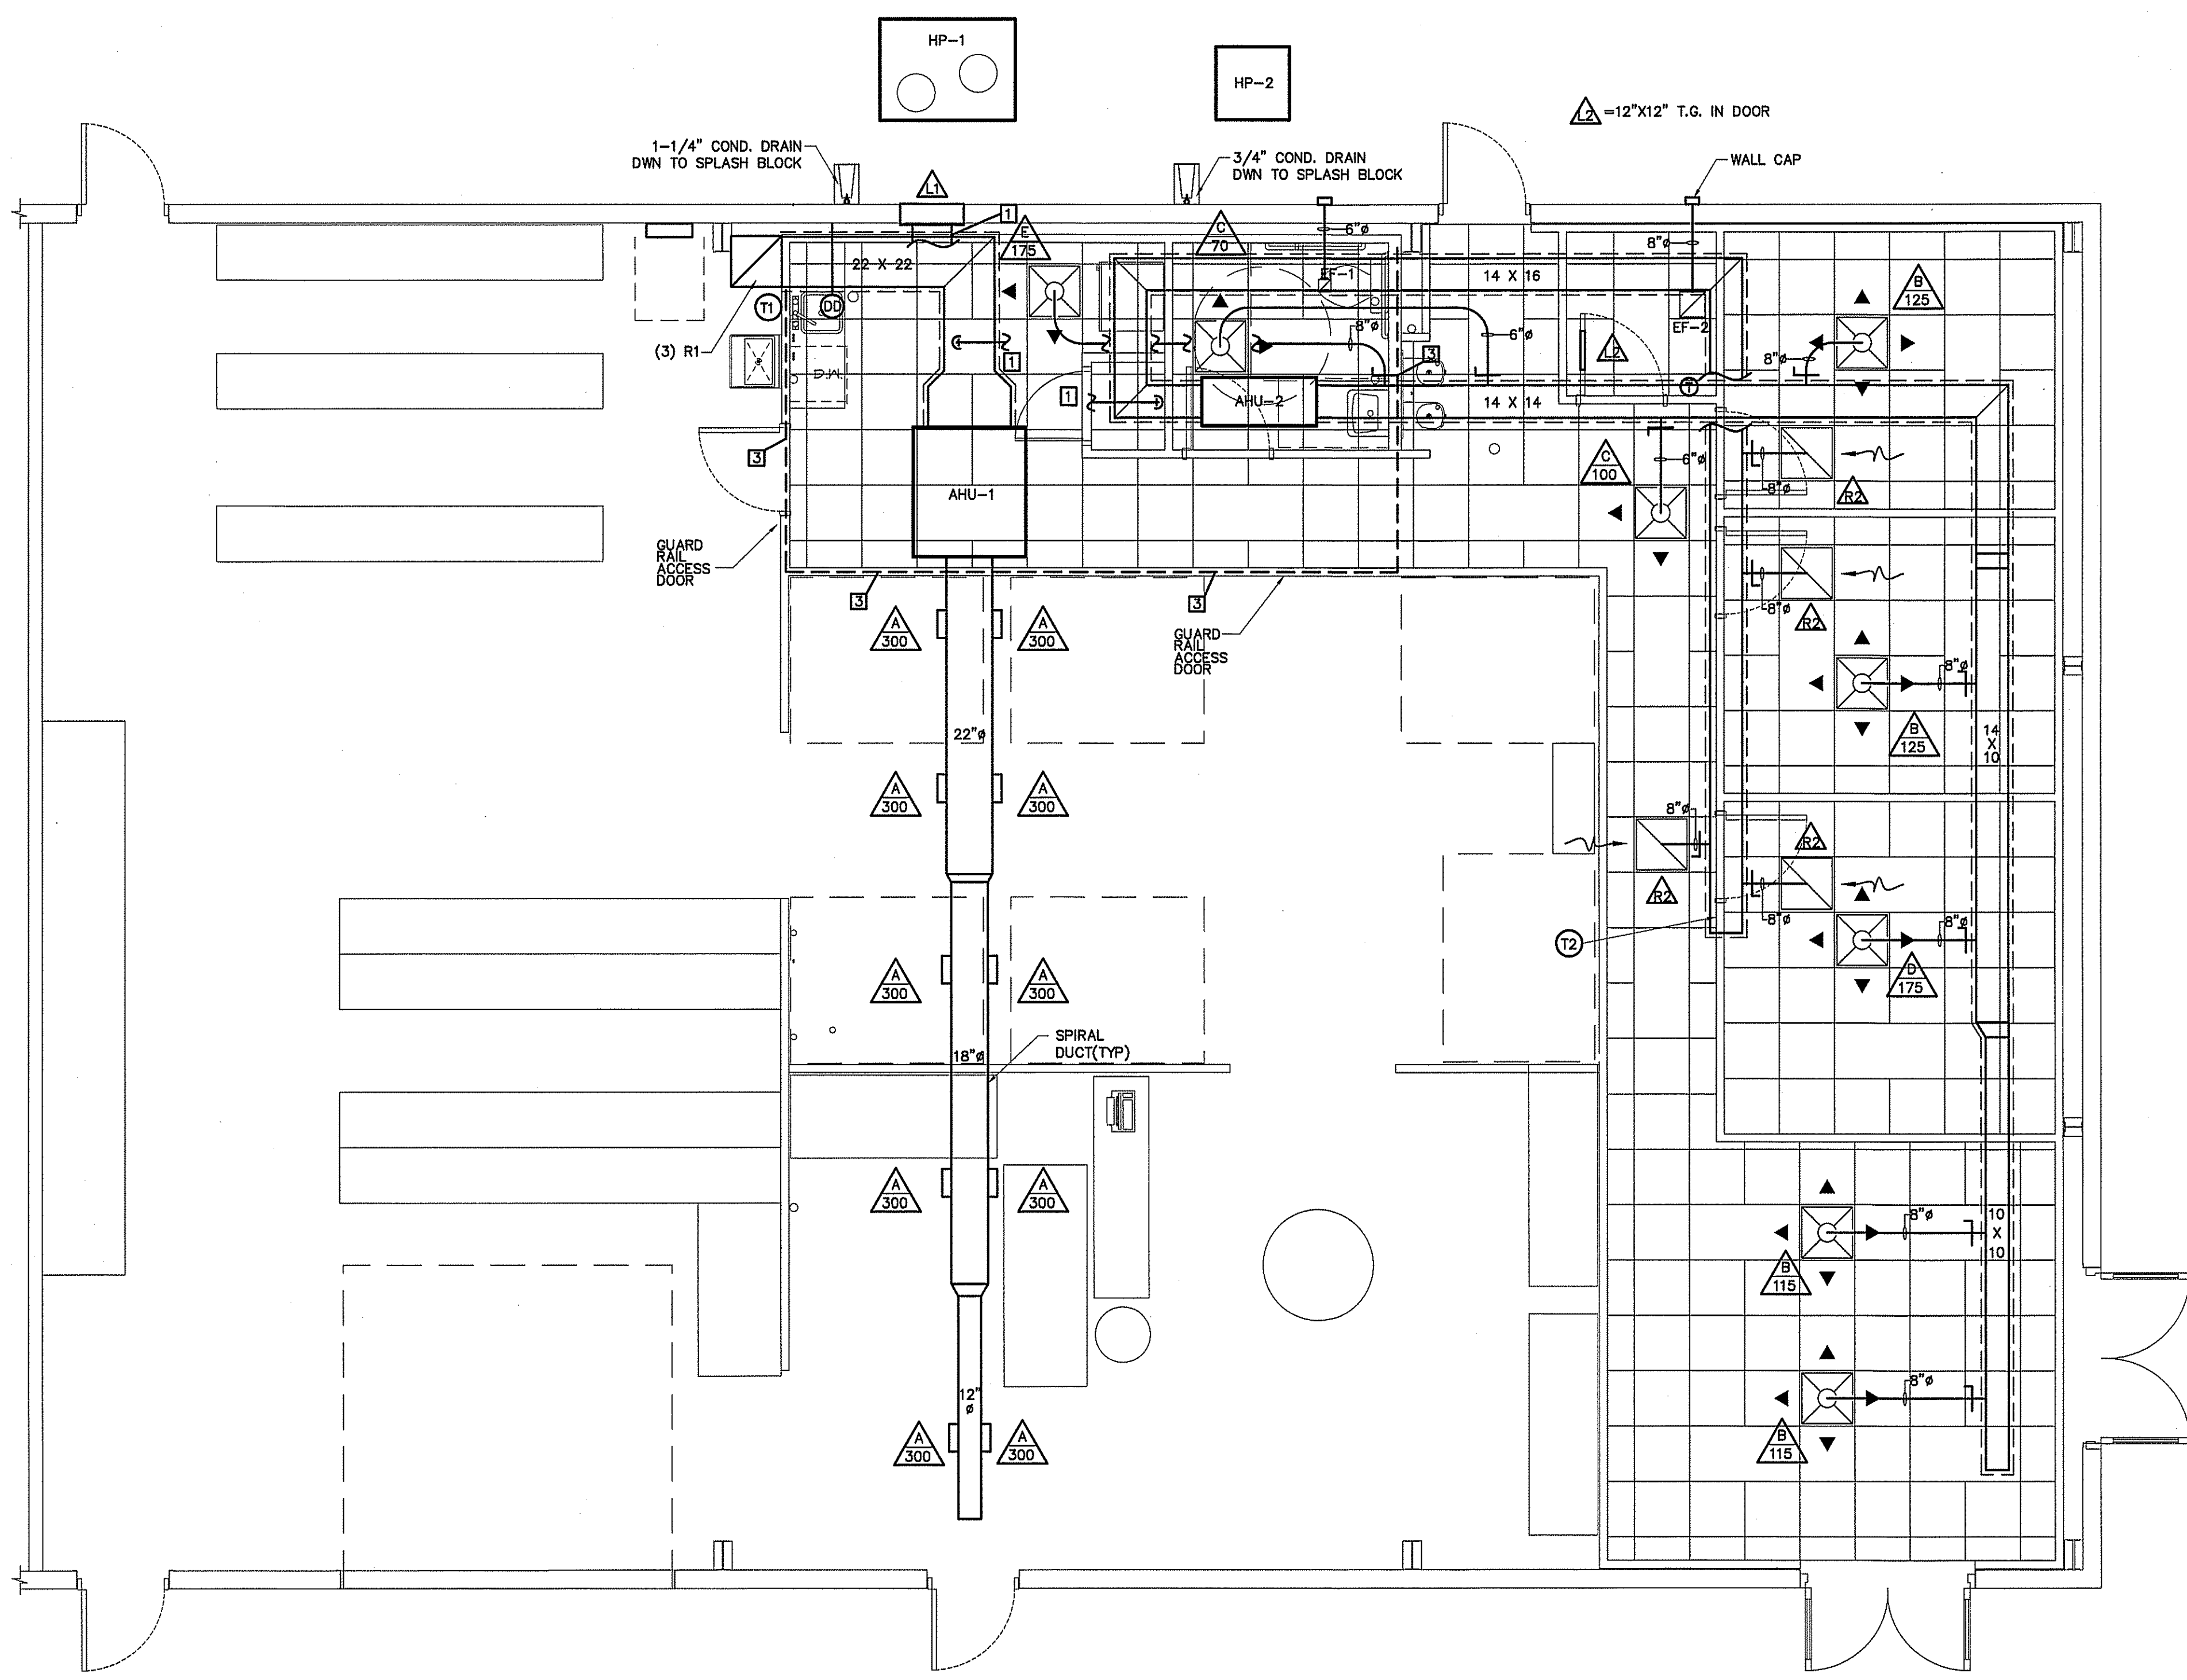 HP-1
HP-2
L2 =12"X12" T.G. IN DOOR
1-1/4" COND. DRAIN
DWN TO SPLASH BLOCK
3/4" COND. DRAIN
DWN TO SPLASH BLOCK
WALL CAP
L1
1
E
175
C
70
6"ø
8"ø
22 X 22
EF-1
14 X 16
B
125
T1
DD
EF-2
(3) R1
8"ø
6"ø
L2
8"ø
1
3
1
AHU-2
14 X 14
T
3
C
100
6"ø
8"ø
R2
AHU-1
GUARD
RAIL
ACCESS
DOOR
3
3
8"ø
R2
A
300
A
300
GUARD
RAIL
ACCESS
DOOR
8"ø
22"ø
B
125
14
X
10
A
300
A
300
8"ø
R2
R2
8"ø
8"ø
T2
A
300
A
300
D
175
SPIRAL
DUCT(TYP)
18"ø
A
300
A
300
8"ø
10
X
10
B
115
12"
ø
8"ø
A
300
A
300
B
115